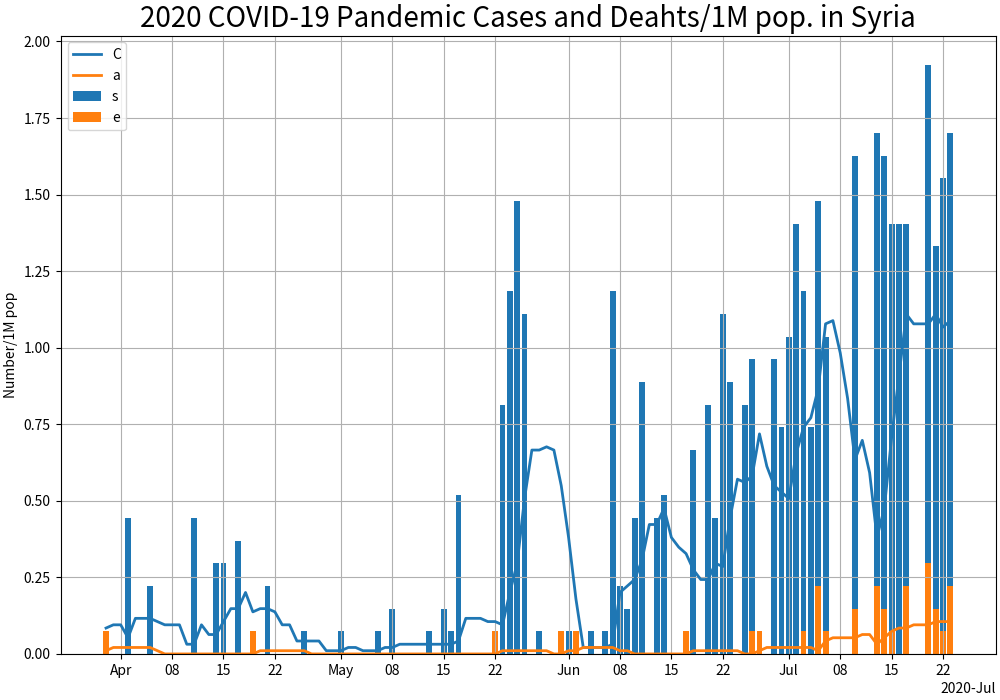 2020 COVID-19 Pandemic Cases and Deahts/1M pop. in Syria
C
a
s
e
Number/1M pop
2.00
1.75
1.50
1.25
1.00
0.75
0.50
0.25
0.00
Apr 08 15 22 May 08 15 22 Jun 08 15 22 Jul 08 15 22
2020-Jul